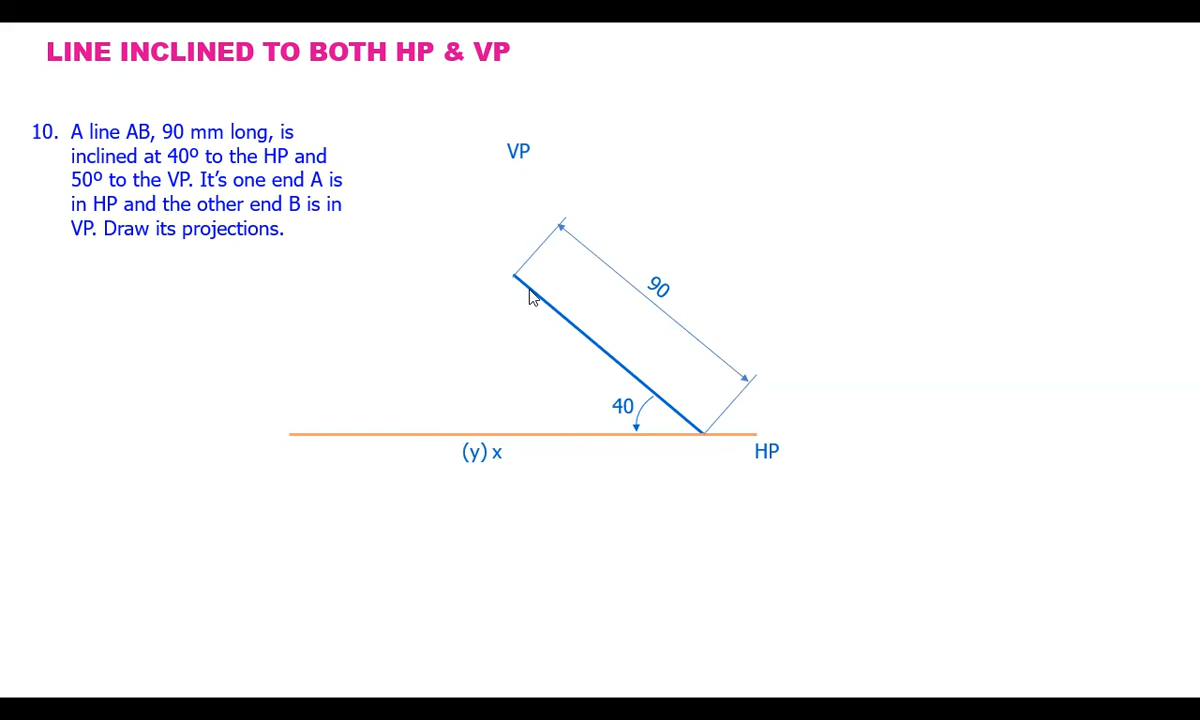 LINE INCLINED TO BOTH HP & VP
10. A line AB, 90 mm long, is
inclined at 40º to the HP and
50º to the VP. It's one end A is
in HP and the other end B is in
VP. Draw its projections.
VP
90
40
(y) x
HP